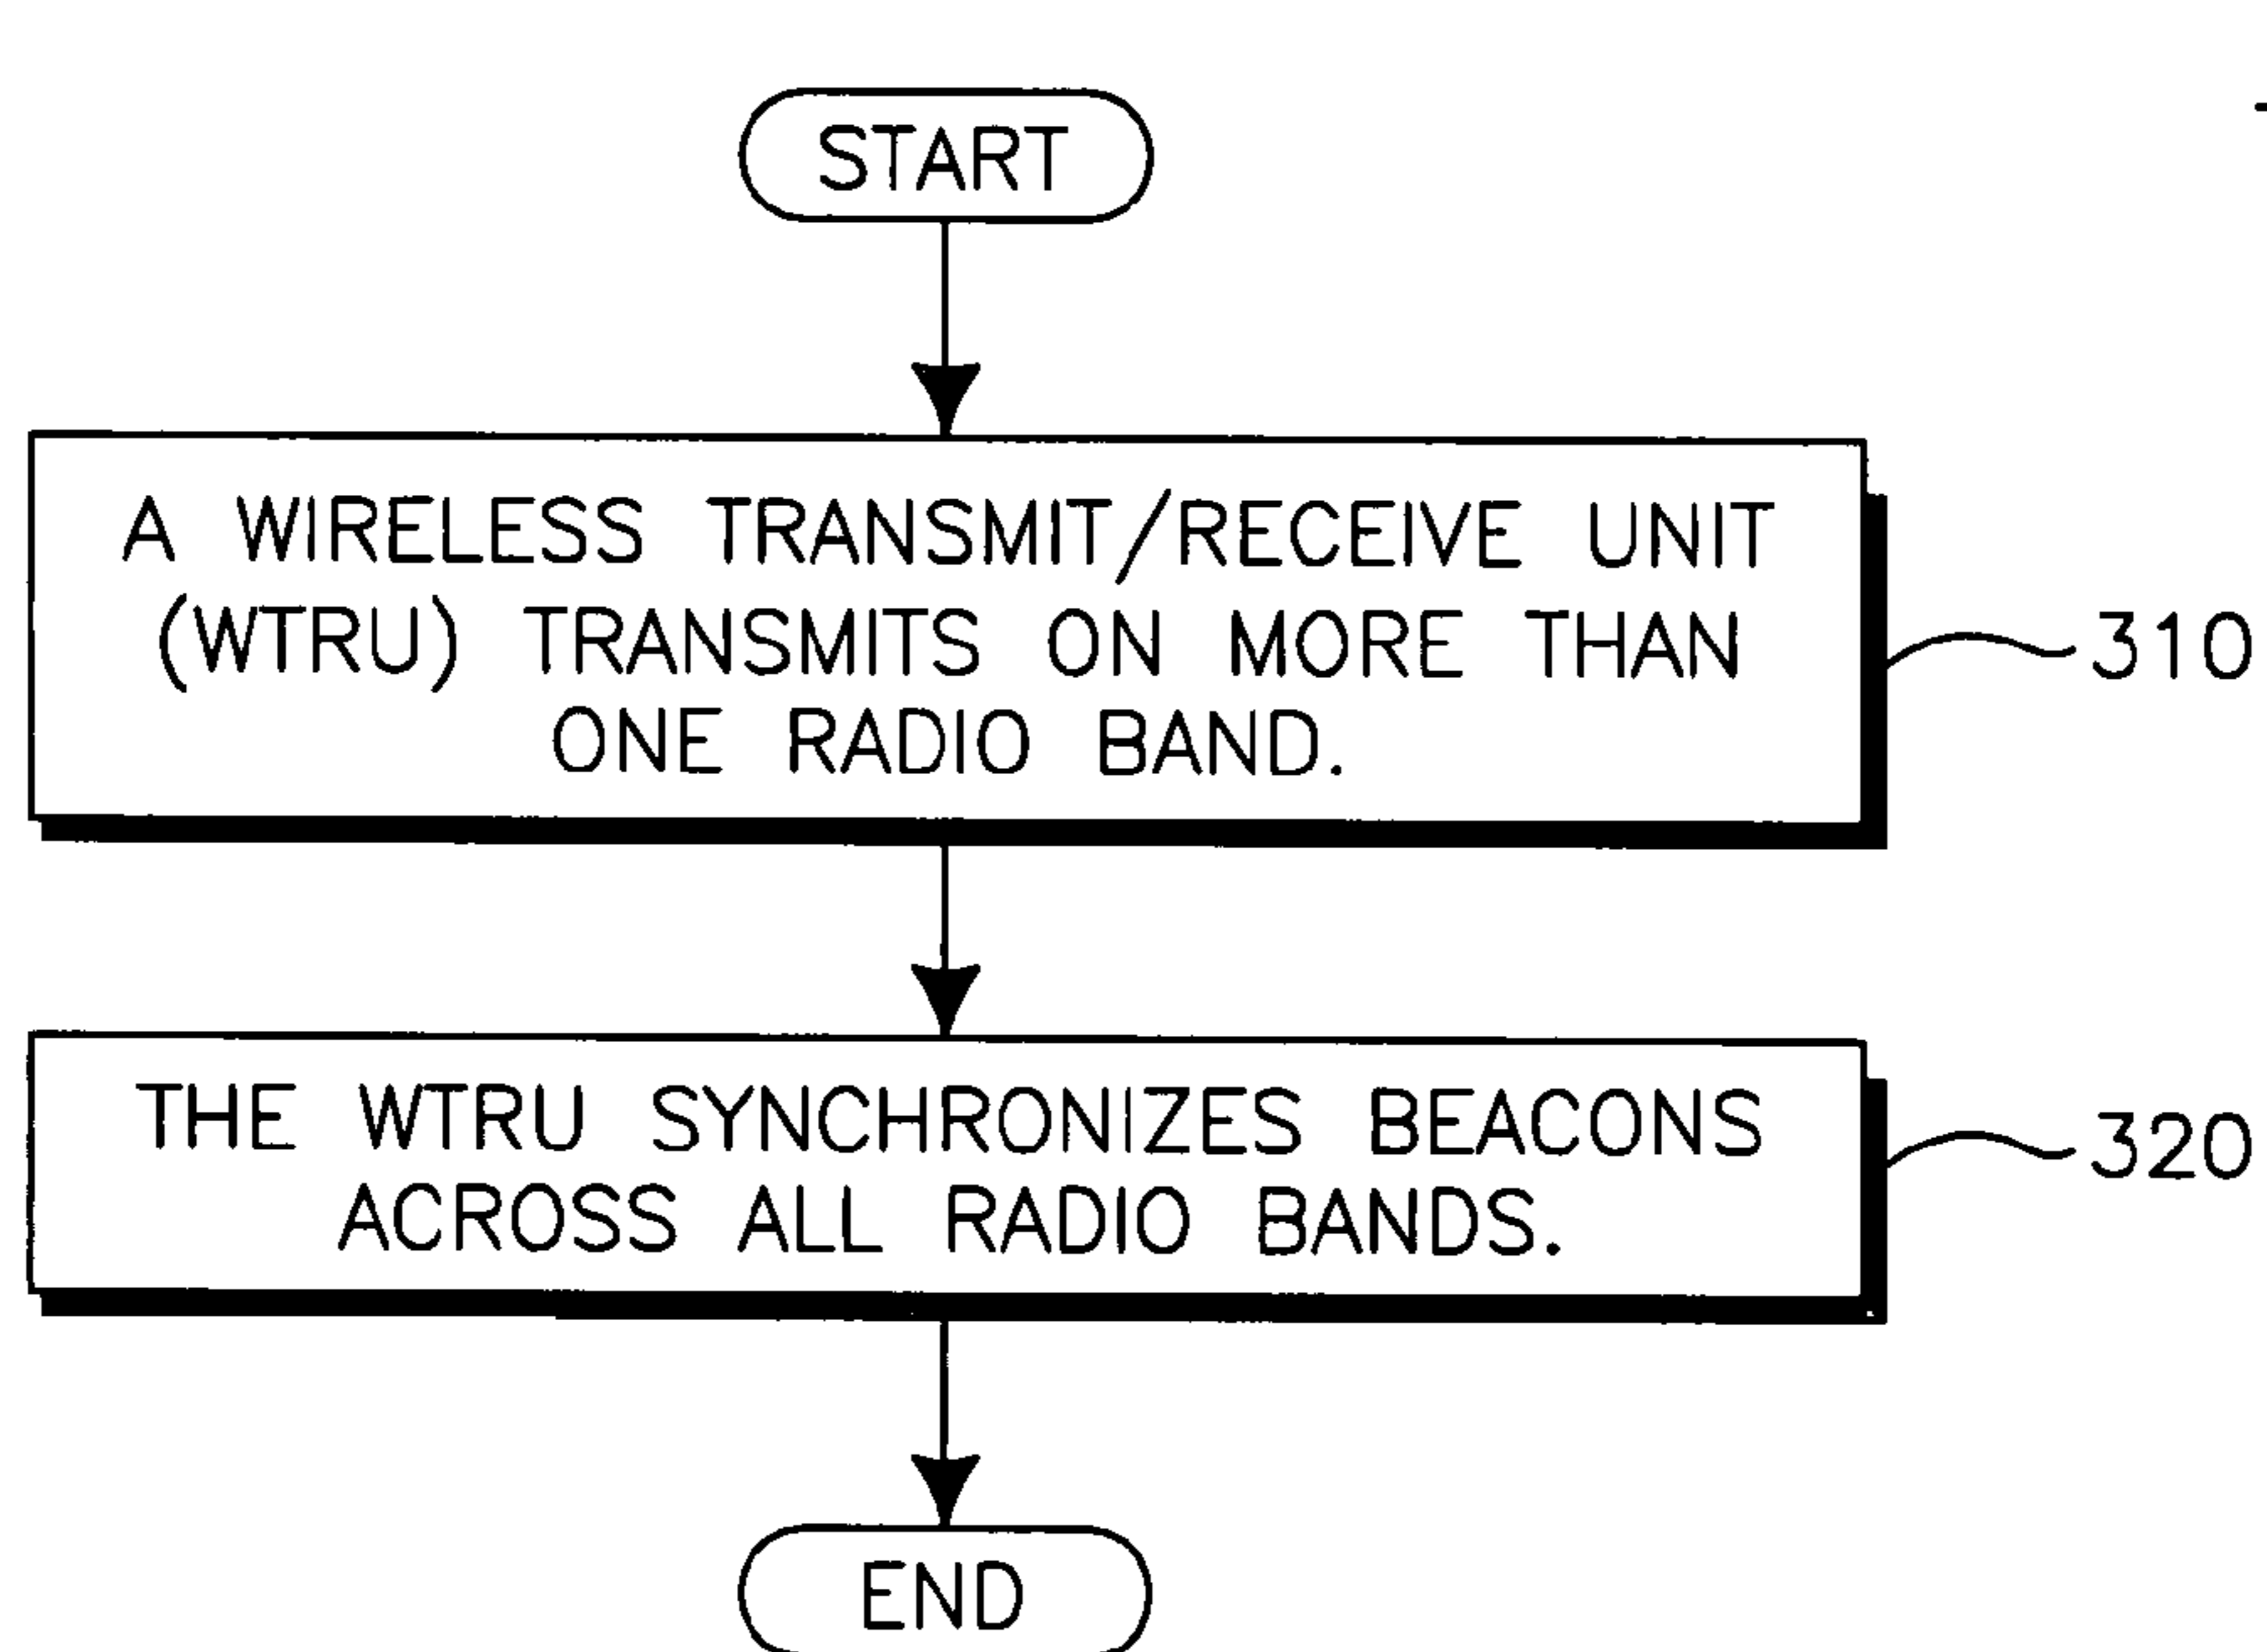 START
A WIRELESS TRANSMIT/RECEIVE UNIT
(WTRU) TRANSMITS ON MORE THAN
ONE RADIO BAND.
310
THE WTRU SYNCHRONIZES BEACONS
ACROSS ALL RADIO BANDS.
320
END